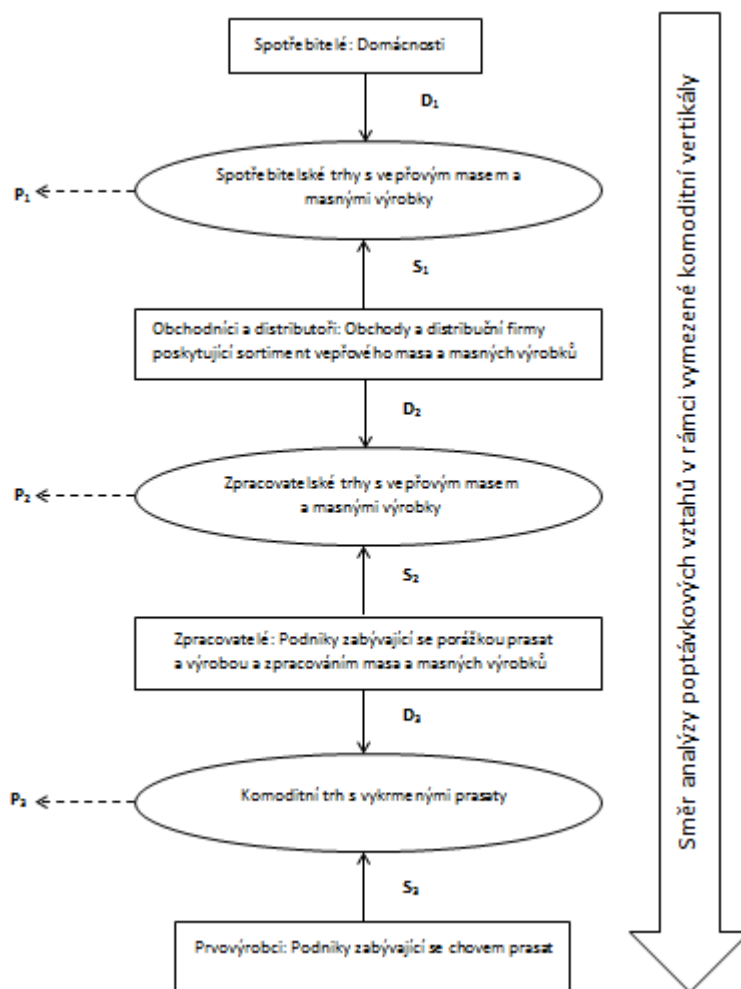 Spotřebitelé: Domácnosti
D₁
Spotřebitelské trhy s vepřovým masem a
masnými výrobky
P₁
S₁
Obchodníci a distributoři: Obchody a distribuční firmy
poskytující sortiment vepřového masa a masných výrobků
D₂
Zpracovatelské trhy s vepřovým masem
a masnými výrobky
P₂
S₂
Zpracovatelé: Podniky zabývající se porážkou prasat
a výrobou a zpracováním masa a masných výrobků
D₃
Komoditní trh s vykrmenými prasaty
P₃
S₃
Prvovýrobci: Podniky zabývající se chovem prasat
Směr analýzy poptávkových vztahů v rámci vymezené komoditní vertikály